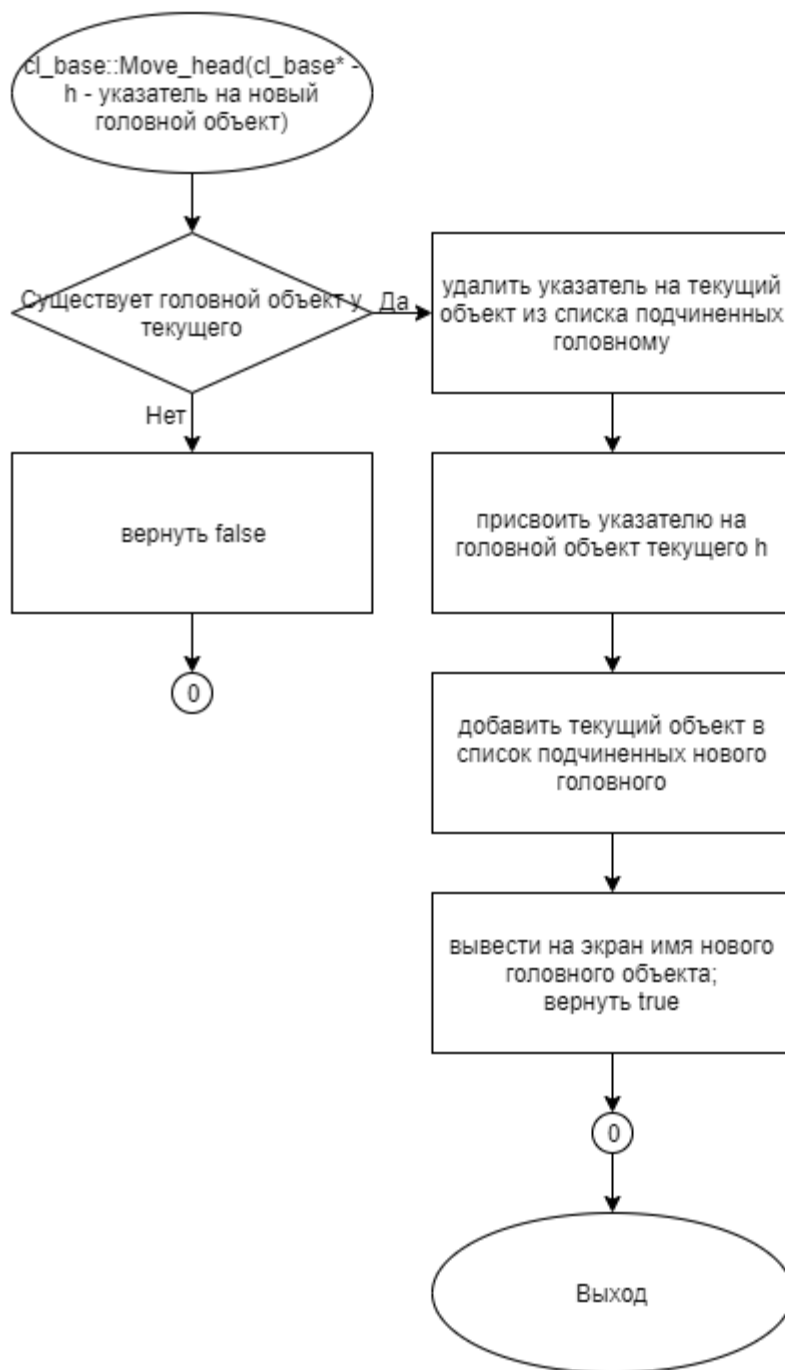 cl_base::Move_head(cl_base* -
h - указатель на новый
головной объект)
Существует головной объект у
текущего
Да
удалить указатель на текущий
объект из списка подчиненных
головному
Нет
вернуть false
присвоить указателю на
головной объект текущего h
0
добавить текущий объект в
список подчиненных нового
головного
вывести на экран имя нового
головного объекта;
вернуть true
0
Выход